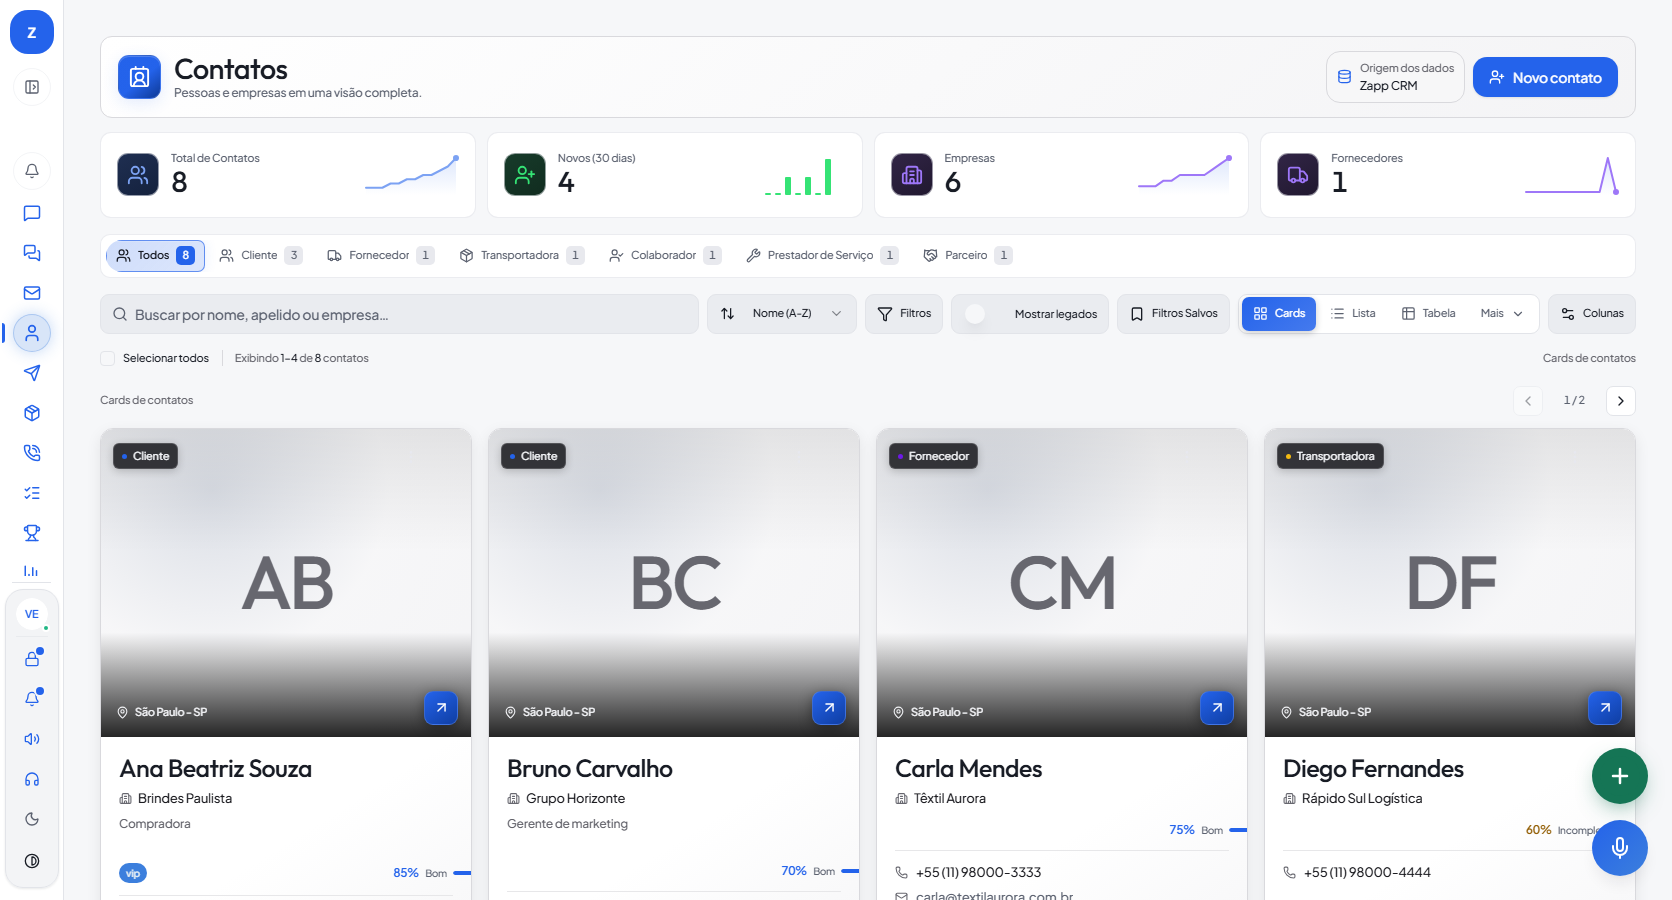 Z
Contatos
Pessoas e empresas em uma visão completa.
Origem dos dados
Zapp CRM
Novo contato
Total de Contatos
8
Novos (30 dias)
4
Empresas
6
Fornecedores
1
Todos 8
Cliente 3
Fornecedor 1
Transportadora 1
Colaborador 1
Prestador de Serviço 1
Parceiro 1
Buscar por nome, apelido ou empresa...
Nome (A-Z)
Filtros
Mostrar legados
Filtros Salvos
Cards
Lista
Tabela
Mais
Colunas
Selecionar todos
Exibindo 1–4 de 8 contatos
Cards de contatos
Cards de contatos
1 / 2
Cliente
AB
São Paulo - SP
Ana Beatriz Souza
Brindes Paulista
Compradora
vip
85% Bom
Cliente
BC
São Paulo - SP
Bruno Carvalho
Grupo Horizonte
Gerente de marketing
70% Bom
Fornecedor
CM
São Paulo - SP
Carla Mendes
Têxtil Aurora
75% Bom
+55 (11) 98000-3333
carla@textilaurora.com.br
Transportadora
DF
São Paulo - SP
Diego Fernandes
Rápido Sul Logística
60% Incomple
+55 (11) 98000-4444
VE